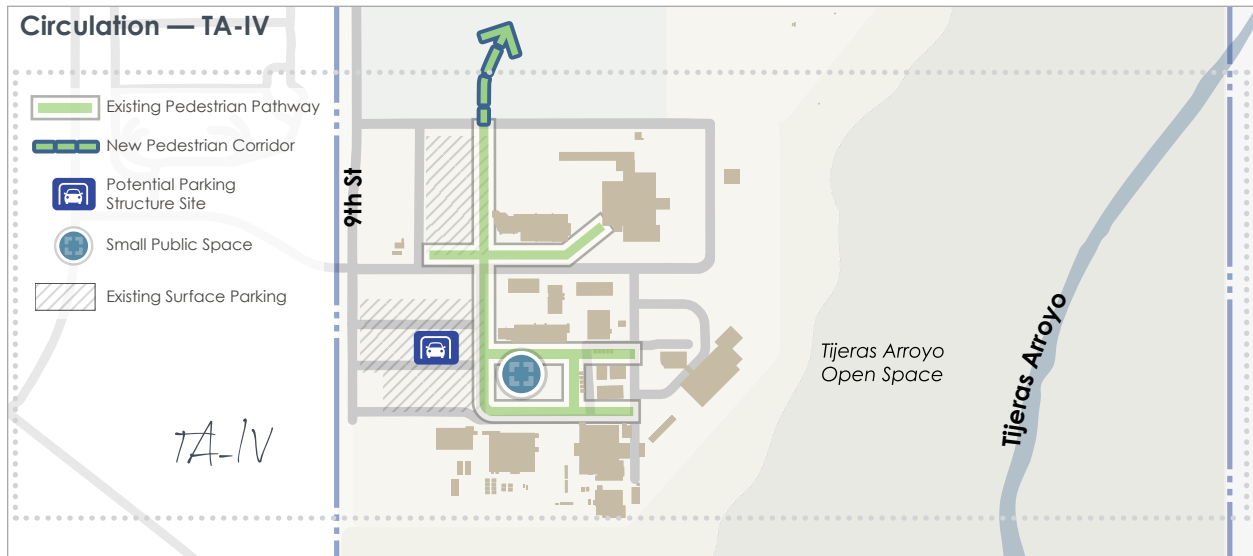 Circulation — TA-IV
Existing Pedestrian Pathway
New Pedestrian Corridor
Potential Parking
Structure Site
Small Public Space
Existing Surface Parking
9th St
TA-IV
Tijeras Arroyo
Open Space
Tijeras Arroyo